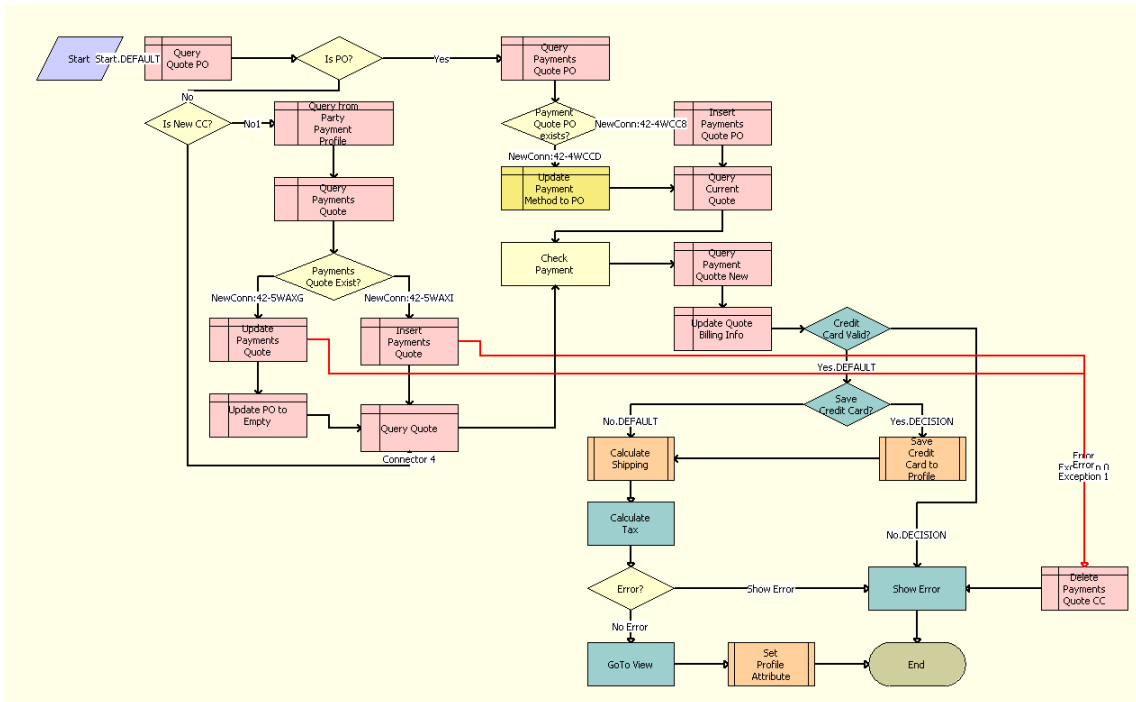 Start
Start.DEFAULT
Query
Quote PO
Is PO?
Yes
Query
Payments
Quote PO
No
Is New CC?
No1
Query from
Party
Payment
Profile
Payment
Quote PO
exists?
NewConn:42-4WCC8
Insert
Payments
Quote PO
NewConn:42-4WCCD
Query
Payments
Quote
Update
Payment
Method to PO
Query
Current
Quote
Payments
Quote Exist?
Check
Payment
Query
Payment
Quotte New
NewConn:42-5WAXG
NewConn:42-5WAXI
Update
Payments
Quote
Insert
Payments
Quote
Update Quote
Billing Info
Credit
Card Valid?
Yes.DEFAULT
Update PO to
Empty
Query Quote
Save
Credit Card?
No.DEFAULT
Yes.DECISION
Connector 4
Calculate
Shipping
Save
Credit
Card to
Profile
Error
Error
Exception 1
Calculate
Tax
No.DECISION
Error?
Show Error
Show Error
Delete
Payments
Quote CC
No Error
GoTo View
Set
Profile
Attribute
End